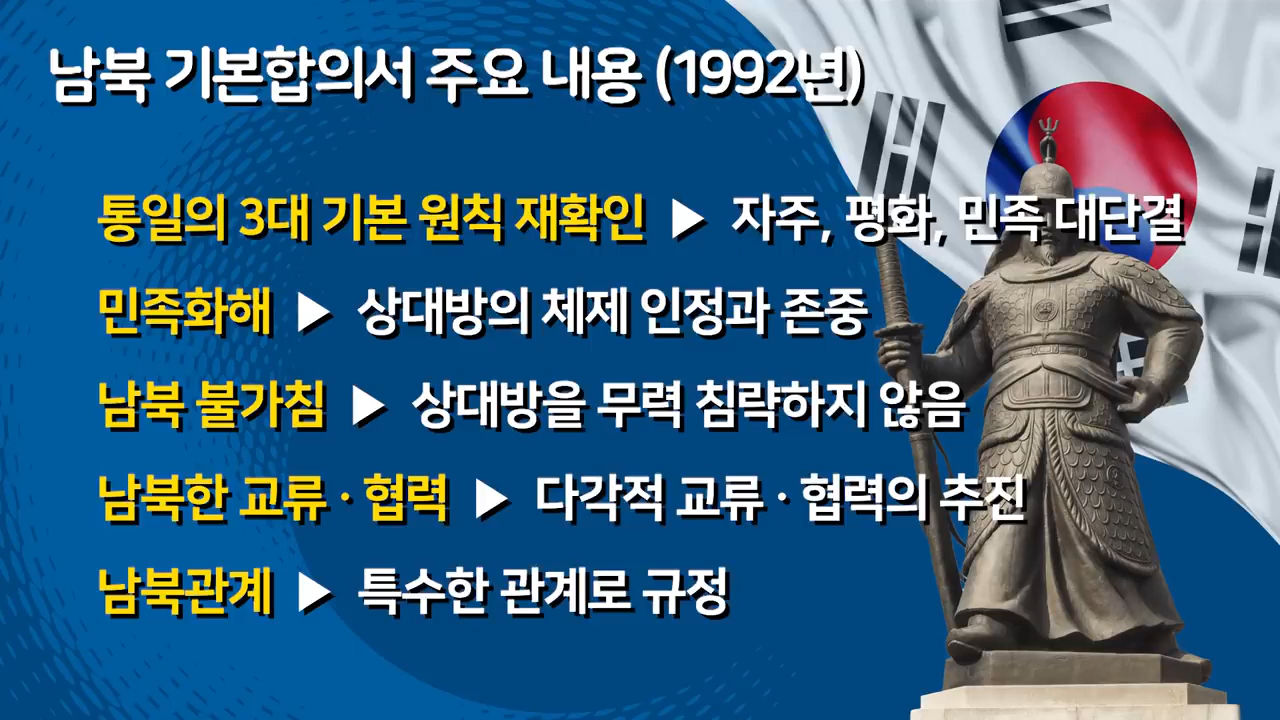 남북 기본합의서 주요 내용 (1992년)
통일의 3대 기본 원칙 재확인 ▶ 자주, 평화, 민족 대단결
민족화해 ▶ 상대방의 체제 인정과 존중
남북 불가침 ▶ 상대방을 무력 침략하지 않음
남북한 교류 · 협력 ▶ 다각적 교류 · 협력의 추진
남북관계 ▶ 특수한 관계로 규정